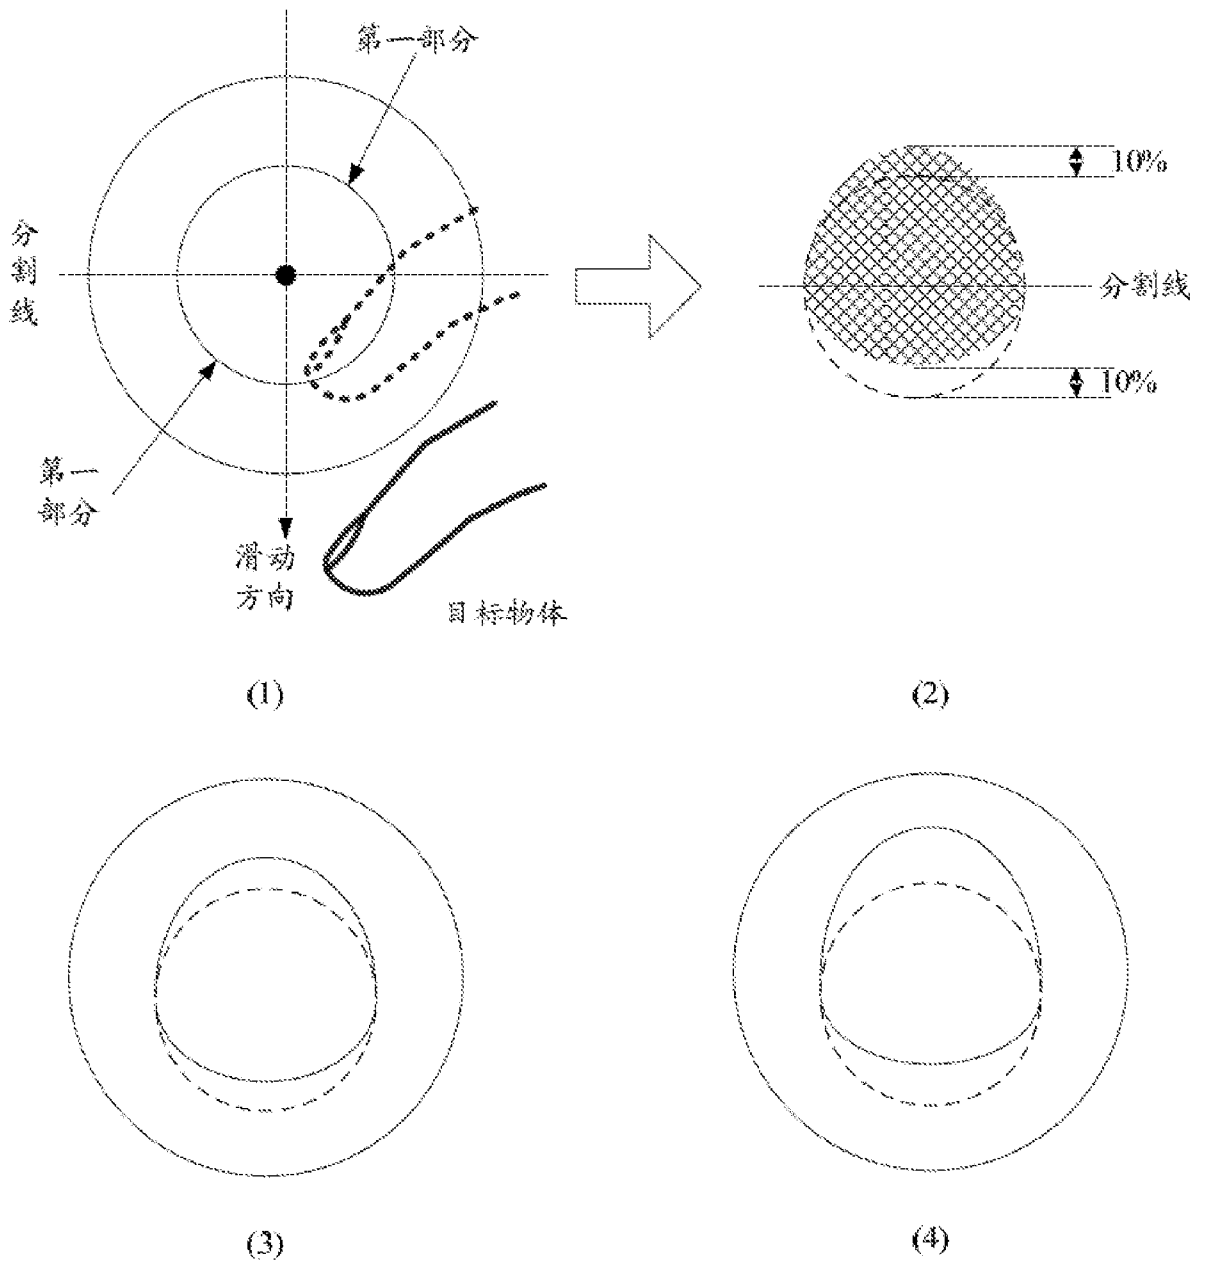 第一部分
分
割
线
第一
部分
滑动
方向
目标物体
(1)
10%
分割线
10%
(2)
(3)
(4)